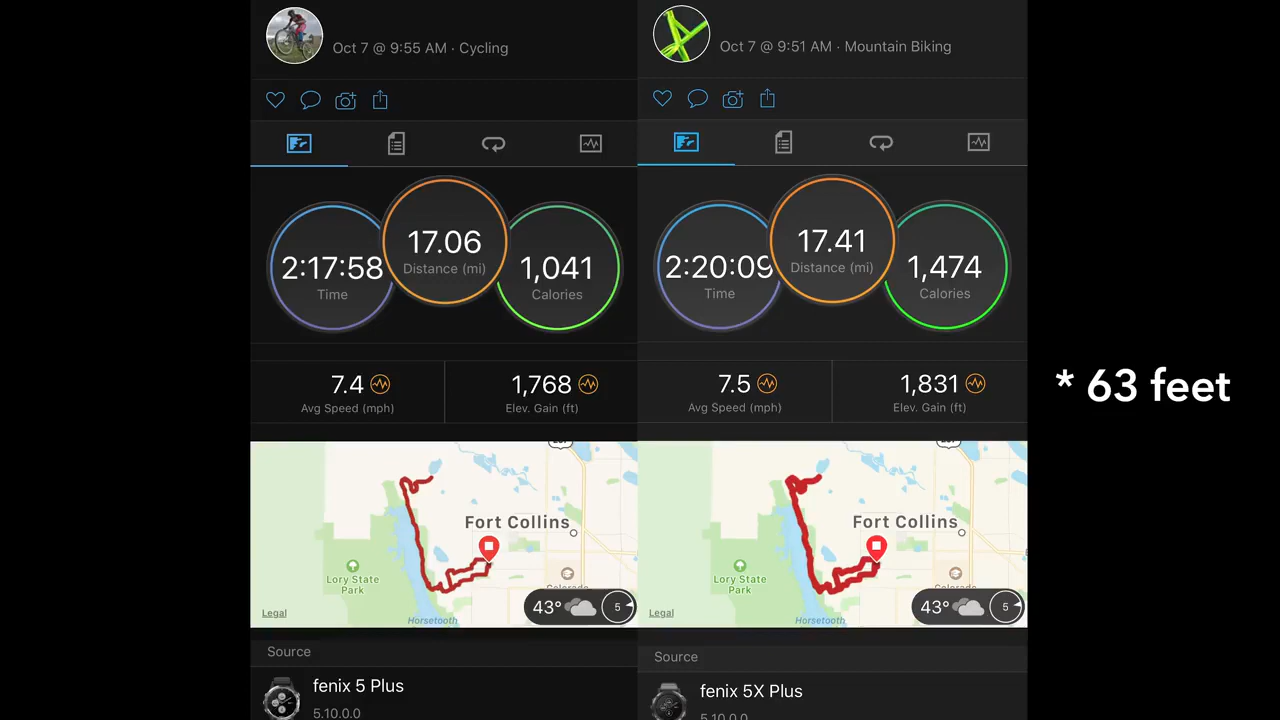 Oct 7 @ 9:55 AM · Cycling
2:17:58
Time
17.06
Distance (mi)
1,041
Calories
7.4
Avg Speed (mph)
1,768
Elev. Gain (ft)
Fort Collins
Lory State
Park
Legal
Horsetooth
43°
5
Source
fenix 5 Plus
5.10.0.0
Oct 7 @ 9:51 AM · Mountain Biking
2:20:09
Time
17.41
Distance (mi)
1,474
Calories
7.5
Avg Speed (mph)
1,831
Elev. Gain (ft)
Fort Collins
Lory State
Park
Legal
Horsetooth
43°
5
Source
fenix 5X Plus
5.10.0.0
* 63 feet